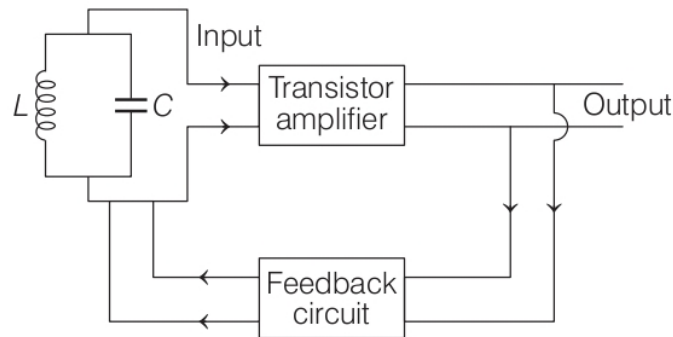 Input
L
C
Transistor
amplifier
Output
Feedback
circuit